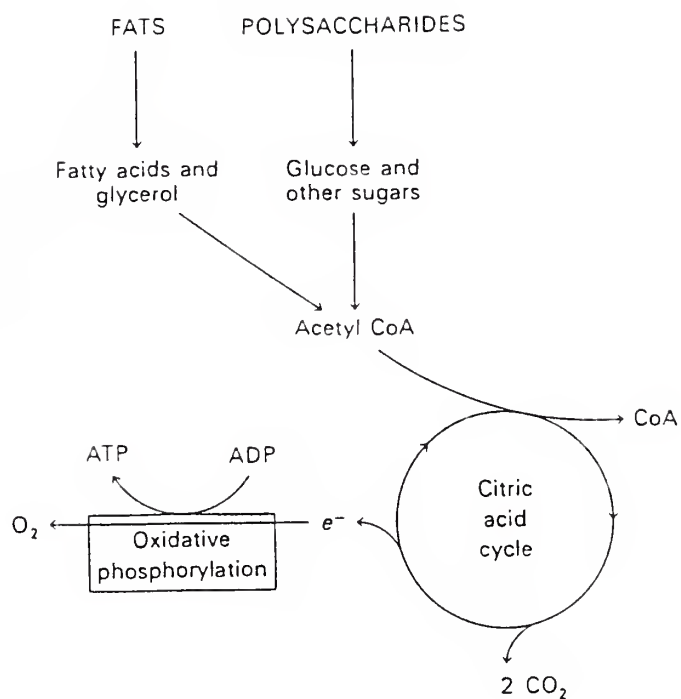 FATS
POLYSACCHARIDES
Fatty acids and
glycerol
Glucose and
other sugars
Acetyl CoA
CoA
ATP
ADP
Citric
acid
cycle
O₂
e⁻
Oxidative
phosphorylation
2 CO₂